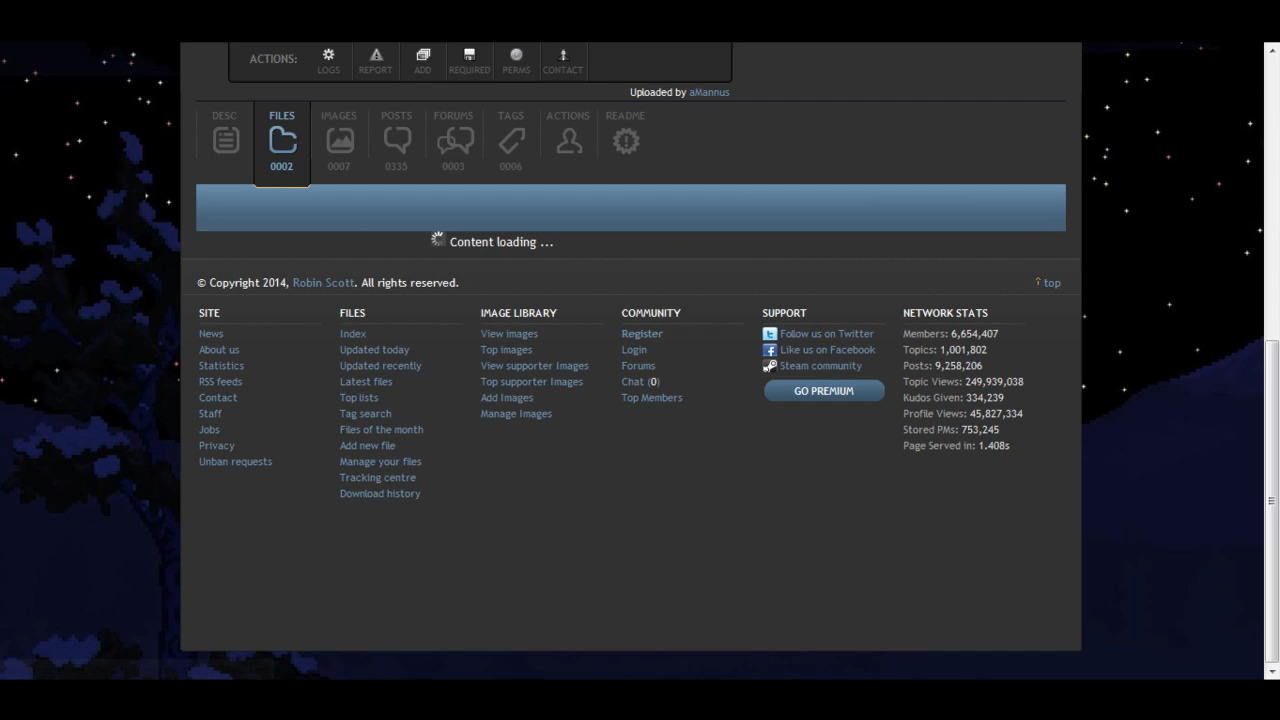 ACTIONS:
LOGS REPORT ADD REQUIRED PERMS CONTACT
Uploaded by aMannus
DESC FILES IMAGES POSTS FORUMS TAGS ACTIONS README
0002 0007 0335 0003 0006
Content loading ...
© Copyright 2014, Robin Scott. All rights reserved.
top
SITE
News
About us
Statistics
RSS feeds
Contact
Staff
Jobs
Privacy
Unban requests
FILES
Index
Updated today
Updated recently
Latest files
Top lists
Tag search
Files of the month
Add new file
Manage your files
Tracking centre
Download history
IMAGE LIBRARY
View images
Top images
View supporter Images
Top supporter Images
Add Images
Manage Images
COMMUNITY
Register
Login
Forums
Chat (0)
Top Members
SUPPORT
Follow us on Twitter
Like us on Facebook
Steam community
GO PREMIUM
NETWORK STATS
Members: 6,654,407
Topics: 1,001,802
Posts: 9,258,206
Topic Views: 249,939,038
Kudos Given: 334,239
Profile Views: 45,827,334
Stored PMs: 753,245
Page Served in: 1.408s